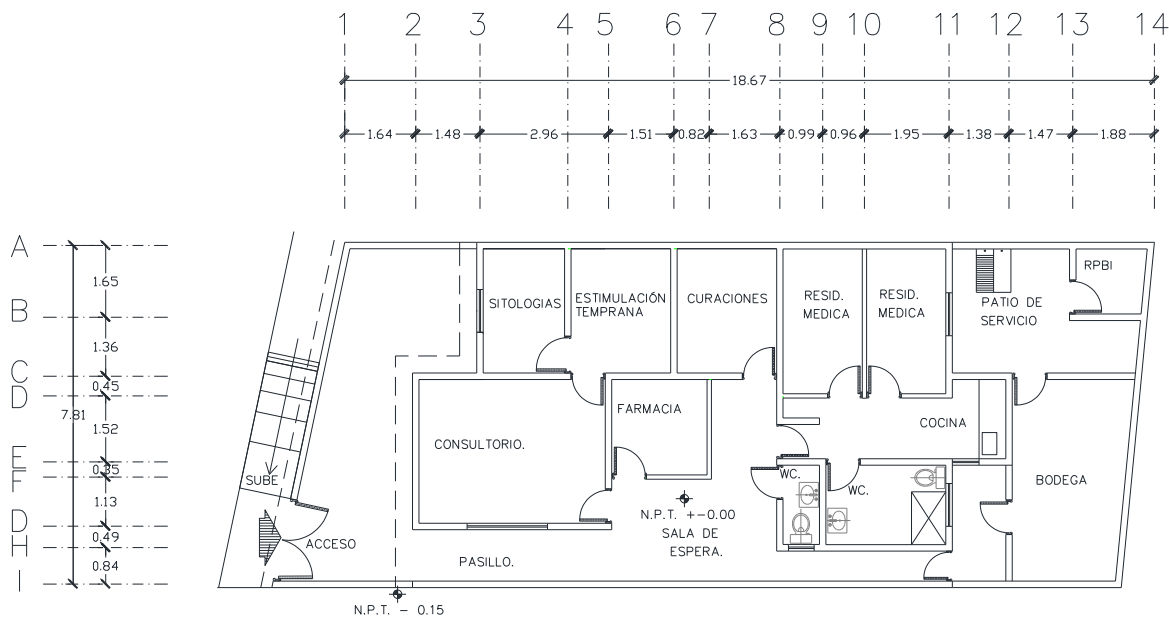 1 2 3 4 5 6 7 8 9 10 11 12 13 14
18.67
1.64 1.48 2.96 1.51 0.82 1.63 0.99 0.96 1.95 1.38 1.47 1.88
A
1.65
B
1.36
C
0.45
D
7.81
1.52
E
0.35
F
1.13
D
0.49
H
0.84
I
SITOLOGIAS
ESTIMULACIÓN
TEMPRANA
CURACIONES
RESID.
MEDICA
RESID.
MEDICA
PATIO DE
SERVICIO
RPBI
CONSULTORIO.
FARMACIA
COCINA
BODEGA
SUBE
ACCESO
PASILLO.
WC.
WC.
N.P.T. +-0.00
SALA DE
ESPERA.
N.P.T. - 0.15